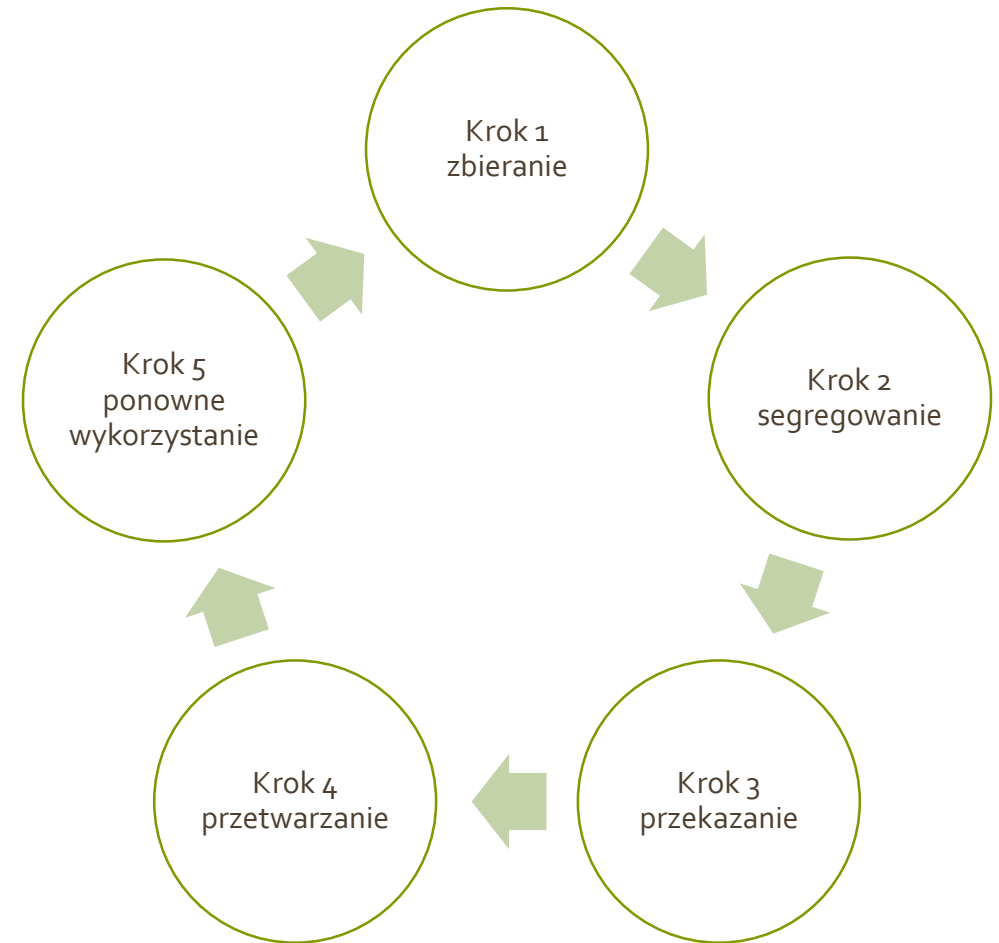 Krok 1
zbieranie
Krok 2
segregowanie
Krok 3
przekazanie
Krok 4
przetwarzanie
Krok 5
ponowne
wykorzystanie